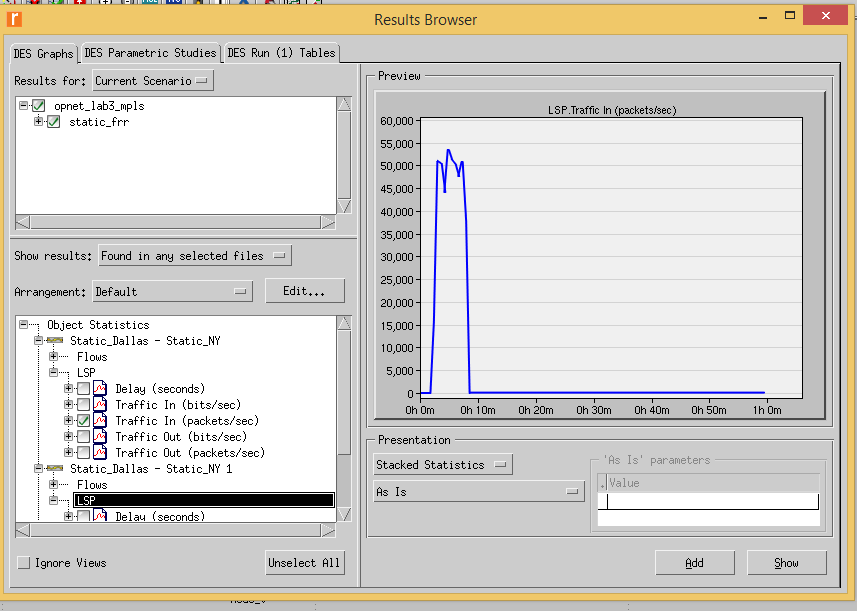 Results Browser
DES Graphs
DES Parametric Studies
DES Run (1) Tables
Results for:
Current Scenario
opnet_lab3_mpls
static_frr
Show results:
Found in any selected files
Arrangement:
Default
Edit...
Object Statistics
Static_Dallas - Static_NY
Flows
LSP
Delay (seconds)
Traffic In (bits/sec)
Traffic In (packets/sec)
Traffic Out (bits/sec)
Traffic Out (packets/sec)
Static_Dallas - Static_NY 1
Flows
LSP
Delay (seconds)
Ignore Views
Unselect All
Preview
LSP.Traffic In (packets/sec)
60,000
55,000
50,000
45,000
40,000
35,000
30,000
25,000
20,000
15,000
10,000
5,000
0
0h 0m 0h 10m 0h 20m 0h 30m 0h 40m 0h 50m 1h 0m
Presentation
Stacked Statistics
As Is
'As Is' parameters
Value
Add
Show